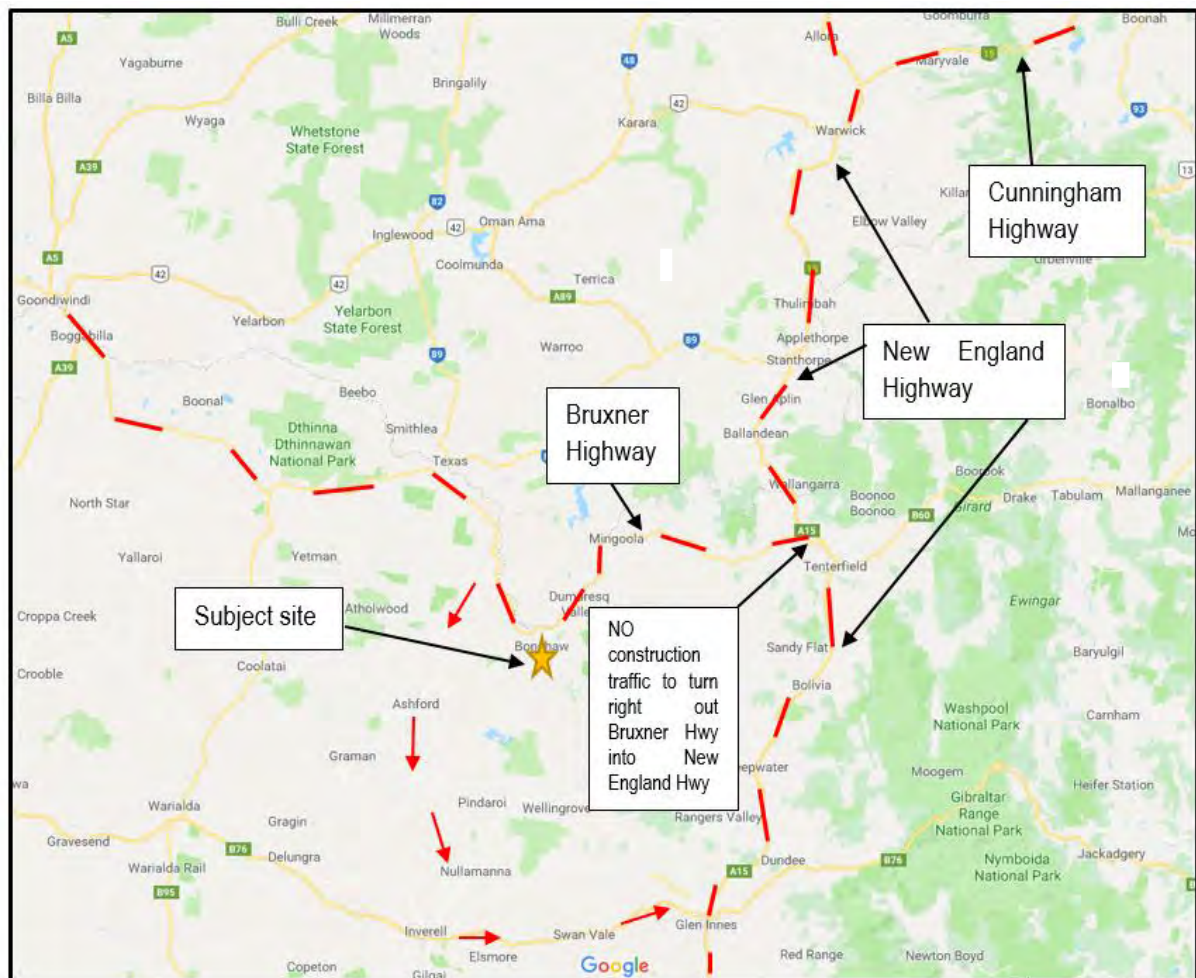 Bulli Creek
Millmerran
Woods
Goomburra
Boonah
A5
Allora
Yagaburne
Bringalily
48
Maryvale
15
Billa Billa
42
93
Wyaga
Karara
Warwick
Whetstone
State Forest
A39
13
82
Oman Ama
Elbow Valley
Cunningham
Highway
Inglewood
42
A5
42
Coolmunda
Terrica
15
Goondiwindi
A89
Thulimbah
Yelarbon
Yelarbon
State Forest
Applethorpe
Boggabilla
89
Warroo
89
Stanthorpe
New England
Highway
A39
Beebo
Boonal
Glen Aplin
Bonalbo
Smithlea
Bruxner
Highway
Dthinna
Dthinnawan
National Park
Ballandean
Texas
Wallangarra
North Star
Boonoo
Boonoo
Drake
Tabulam
Mallanganee
Girard
B60
A15
Mingoola
Yallaroi
Yetman
Tenterfield
Subject site
Atholwood
Dumaresq
Valley
Ewingar
Croppa Creek
NO
construction
traffic to turn
right out
Bruxner Hwy
into New
England Hwy
Bonshaw
Sandy Flat
Baryulgil
Crooble
Coolatai
Bolivia
Ashford
Washpool
National Park
Carnham
Graman
Moogem
Heifer Station
Warialda
Pindaroi
Wellingrove
Rangers Valley
Gibraltar
Range
National Park
Gragin
Gravesend
B76
Delungra
Dundee
B76
Jackadgery
Warialda Rail
Nullamanna
A15
Nymboida
National Park
B95
Inverell
Swan Vale
Glen Innes
Elsmore
Red Range
Newton Boyd
Copeton
Google